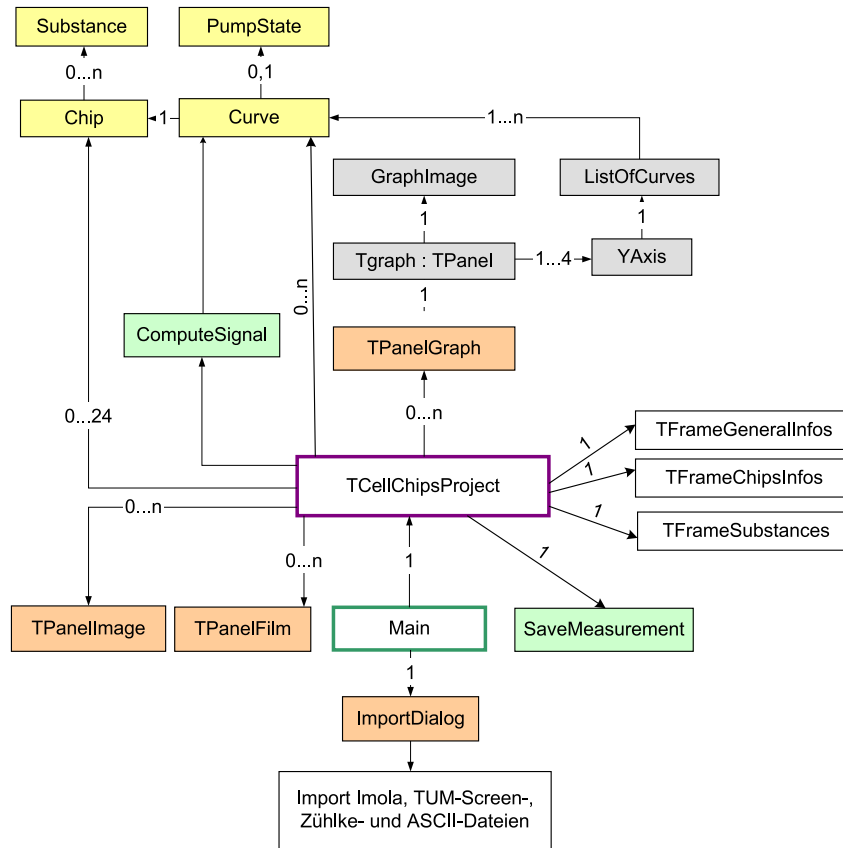 Substance
PumpState
0...n
0,1
Chip
1
Curve
1...n
GraphImage
ListOfCurves
1
1
Tgraph : TPanel
1...4
YAxis
0...n
1
ComputeSignal
TPanelGraph
0...24
0...n
TFrameGeneralInfos
1
TCellChipsProject
1
TFrameChipsInfos
0...n
1
TFrameSubstances
0...n
1
1
TPanelImage
TPanelFilm
Main
SaveMeasurement
1
ImportDialog
Import Imola, TUM-Screen-,
Zühlke- und ASCII-Dateien